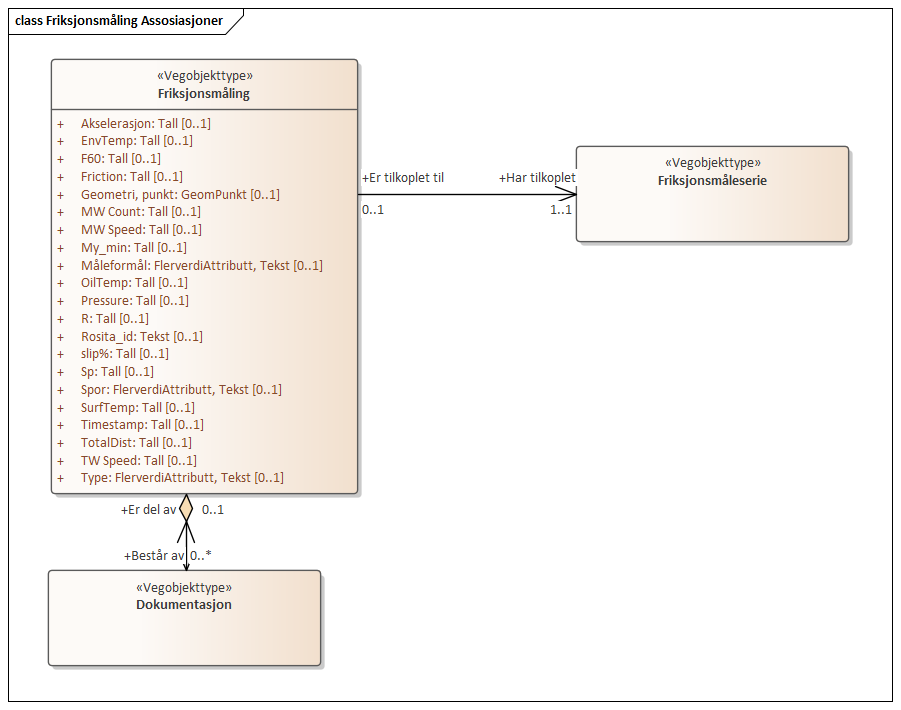 class Friksjonsmåling Assosiasjoner
«Vegobjekttype»
Friksjonsmåling
+ Akselerasjon: Tall [0..1]
+ EnvTemp: Tall [0..1]
+ F60: Tall [0..1]
+ Friction: Tall [0..1]
+ Geometri, punkt: GeomPunkt [0..1]
+ MW Count: Tall [0..1]
+ MW Speed: Tall [0..1]
+ My_min: Tall [0..1]
+ Måleformål: FlerverdiAttributt, Tekst [0..1]
+ OilTemp: Tall [0..1]
+ Pressure: Tall [0..1]
+ R: Tall [0..1]
+ Rosita_id: Tekst [0..1]
+ slip%: Tall [0..1]
+ Sp: Tall [0..1]
+ Spor: FlerverdiAttributt, Tekst [0..1]
+ SurfTemp: Tall [0..1]
+ Timestamp: Tall [0..1]
+ TotalDist: Tall [0..1]
+ TW Speed: Tall [0..1]
+ Type: FlerverdiAttributt, Tekst [0..1]
+Er tilkoplet til +Har tilkoplet
0..1 1..1
«Vegobjekttype»
Friksjonsmåleserie
+Er del av 0..1
+Består av 0..*
«Vegobjekttype»
Dokumentasjon